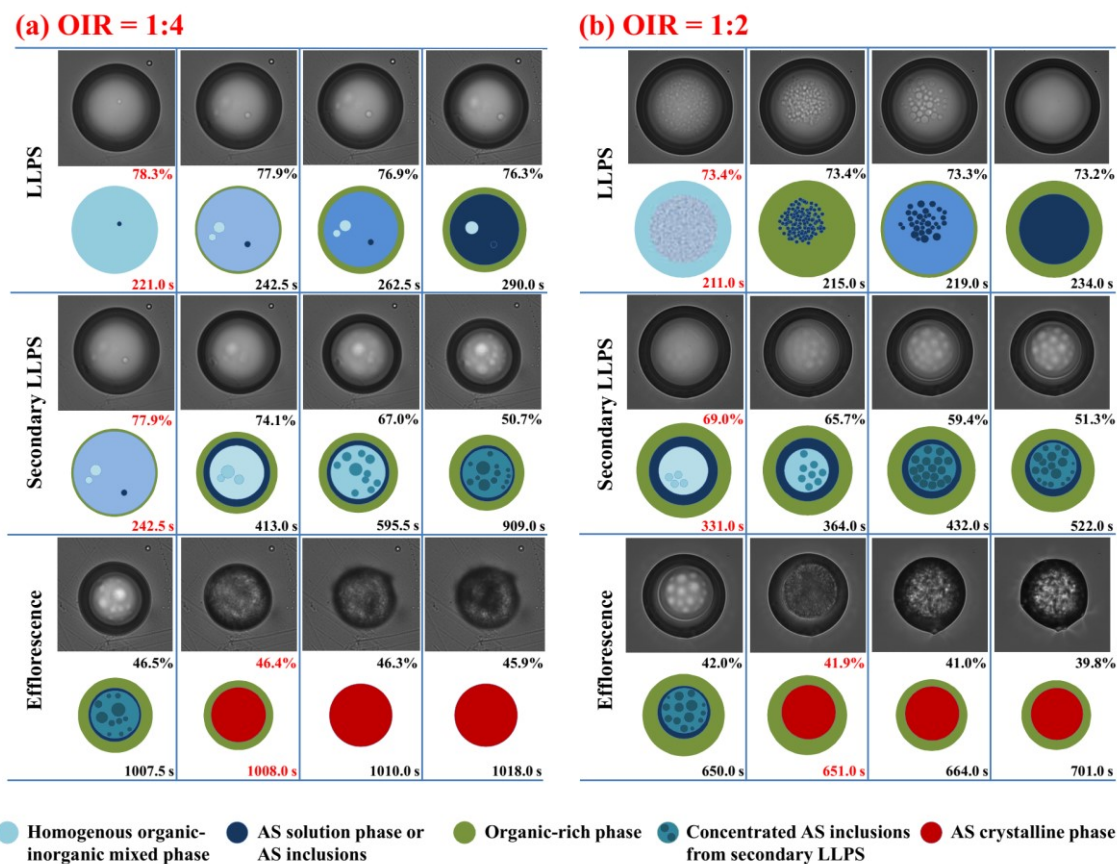 (a) OIR = 1:4
LLPS
78.3% 77.9% 76.9% 76.3%
221.0 s 242.5 s 262.5 s 290.0 s
Secondary LLPS
77.9% 74.1% 67.0% 50.7%
242.5 s 413.0 s 595.5 s 909.0 s
Efflorescence
46.5% 46.4% 46.3% 45.9%
1007.5 s 1008.0 s 1010.0 s 1018.0 s
(b) OIR = 1:2
LLPS
73.4% 73.4% 73.3% 73.2%
211.0 s 215.0 s 219.0 s 234.0 s
Secondary LLPS
69.0% 65.7% 59.4% 51.3%
331.0 s 364.0 s 432.0 s 522.0 s
Efflorescence
42.0% 41.9% 41.0% 39.8%
650.0 s 651.0 s 664.0 s 701.0 s
Homogenous organic-
inorganic mixed phase
AS solution phase or
AS inclusions
Organic-rich phase
Concentrated AS inclusions
from secondary LLPS
AS crystalline phase